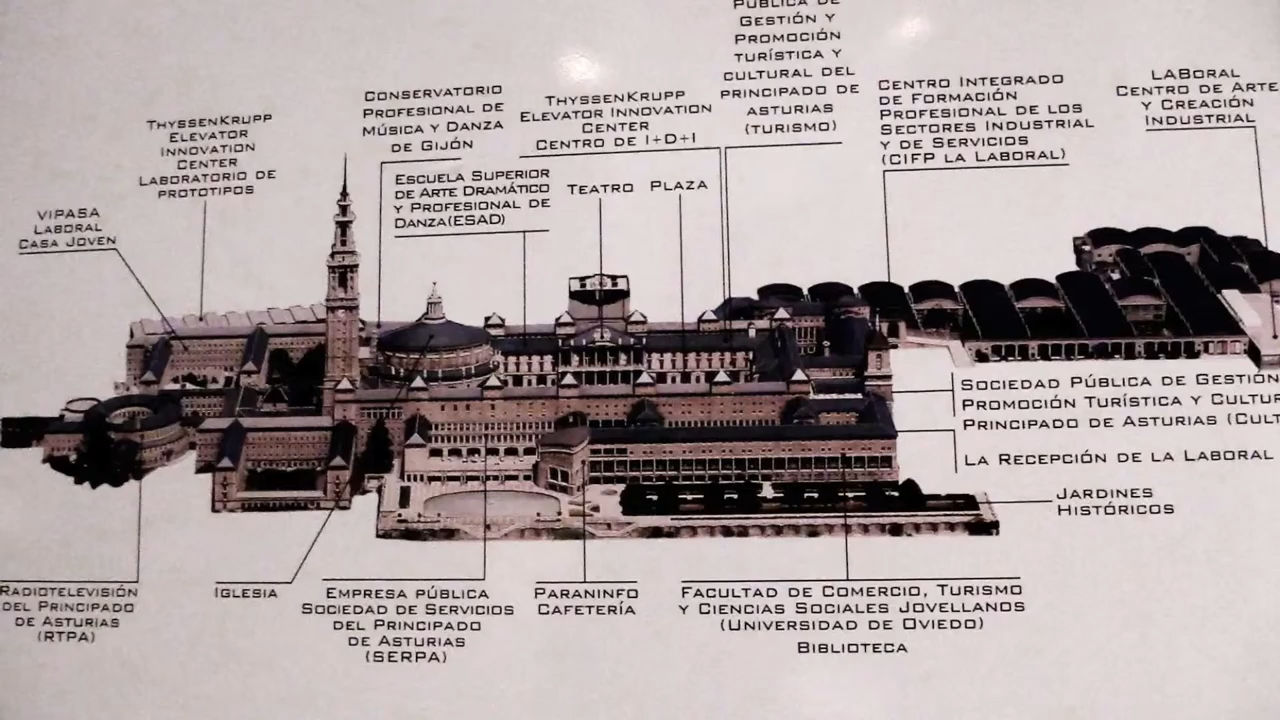 VIPASA
LABORAL
CASA JOVEN
THYSSENKRUPP
ELEVATOR
INNOVATION
CENTER
LABORATORIO DE
PROTOTIPOS
CONSERVATORIO
PROFESIONAL DE
MÚSICA Y DANZA
DE GIJÓN
ESCUELA SUPERIOR
DE ARTE DRAMÁTICO
Y PROFESIONAL DE
DANZA(ESAD)
THYSSENKRUPP
ELEVATOR INNOVATION
CENTER
CENTRO DE I+D+I
TEATRO
PLAZA
PÚBLICA DE
GESTIÓN Y
PROMOCIÓN
TURÍSTICA Y
CULTURAL DEL
PRINCIPADO DE
ASTURIAS
(TURISMO)
CENTRO INTEGRADO
DE FORMACIÓN
PROFESIONAL DE LOS
SECTORES INDUSTRIAL
Y DE SERVICIOS
(CIFP LA LABORAL)
LABORAL
CENTRO DE ARTE
Y CREACIÓN
INDUSTRIAL
SOCIEDAD PÚBLICA DE GESTIÓN
PROMOCIÓN TURÍSTICA Y CULTUR
PRINCIPADO DE ASTURIAS (CULT
LA RECEPCIÓN DE LA LABORAL
JARDINES
HISTÓRICOS
RADIOTELEVISIÓN
DEL PRINCIPADO
DE ASTURIAS
(RTPA)
IGLESIA
EMPRESA PÚBLICA
SOCIEDAD DE SERVICIOS
DEL PRINCIPADO
DE ASTURIAS
(SERPA)
PARANINFO
CAFETERÍA
FACULTAD DE COMERCIO, TURISMO
Y CIENCIAS SOCIALES JOVELLANOS
(UNIVERSIDAD DE OVIEDO)
BIBLIOTECA